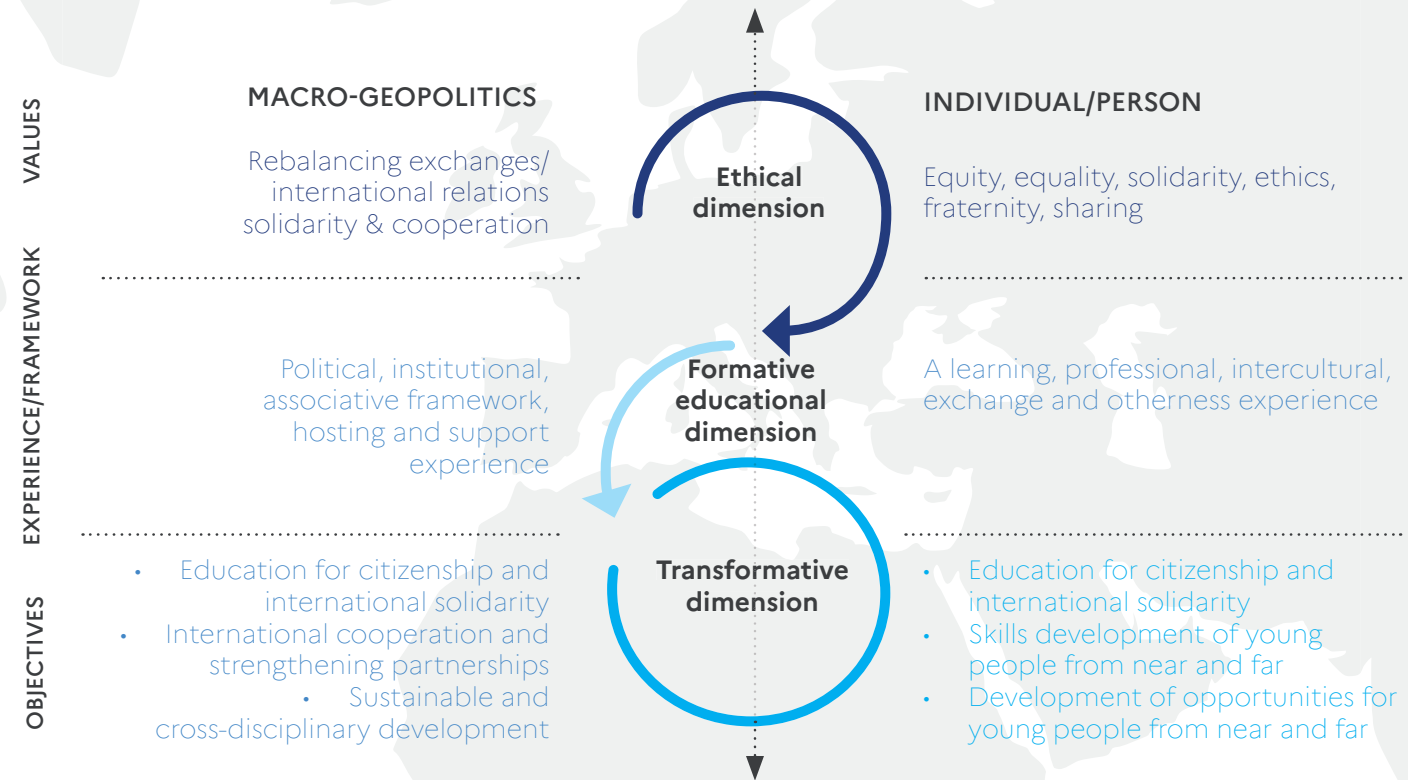 VALUES
MACRO-GEOPOLITICS
Rebalancing exchanges/
international relations
solidarity & cooperation
Ethical
dimension
INDIVIDUAL/PERSON
Equity, equality, solidarity, ethics,
fraternity, sharing
EXPERIENCE/FRAMEWORK
Political, institutional,
associative framework,
hosting and support
experience
Formative
educational
dimension
A learning, professional, intercultural,
exchange and otherness experience
OBJECTIVES
• Education for citizenship and
international solidarity
• International cooperation and
strengthening partnerships
• Sustainable and
cross-disciplinary development
Transformative
dimension
• Education for citizenship and
international solidarity
• Skills development of young
people from near and far
• Development of opportunities for
young people from near and far